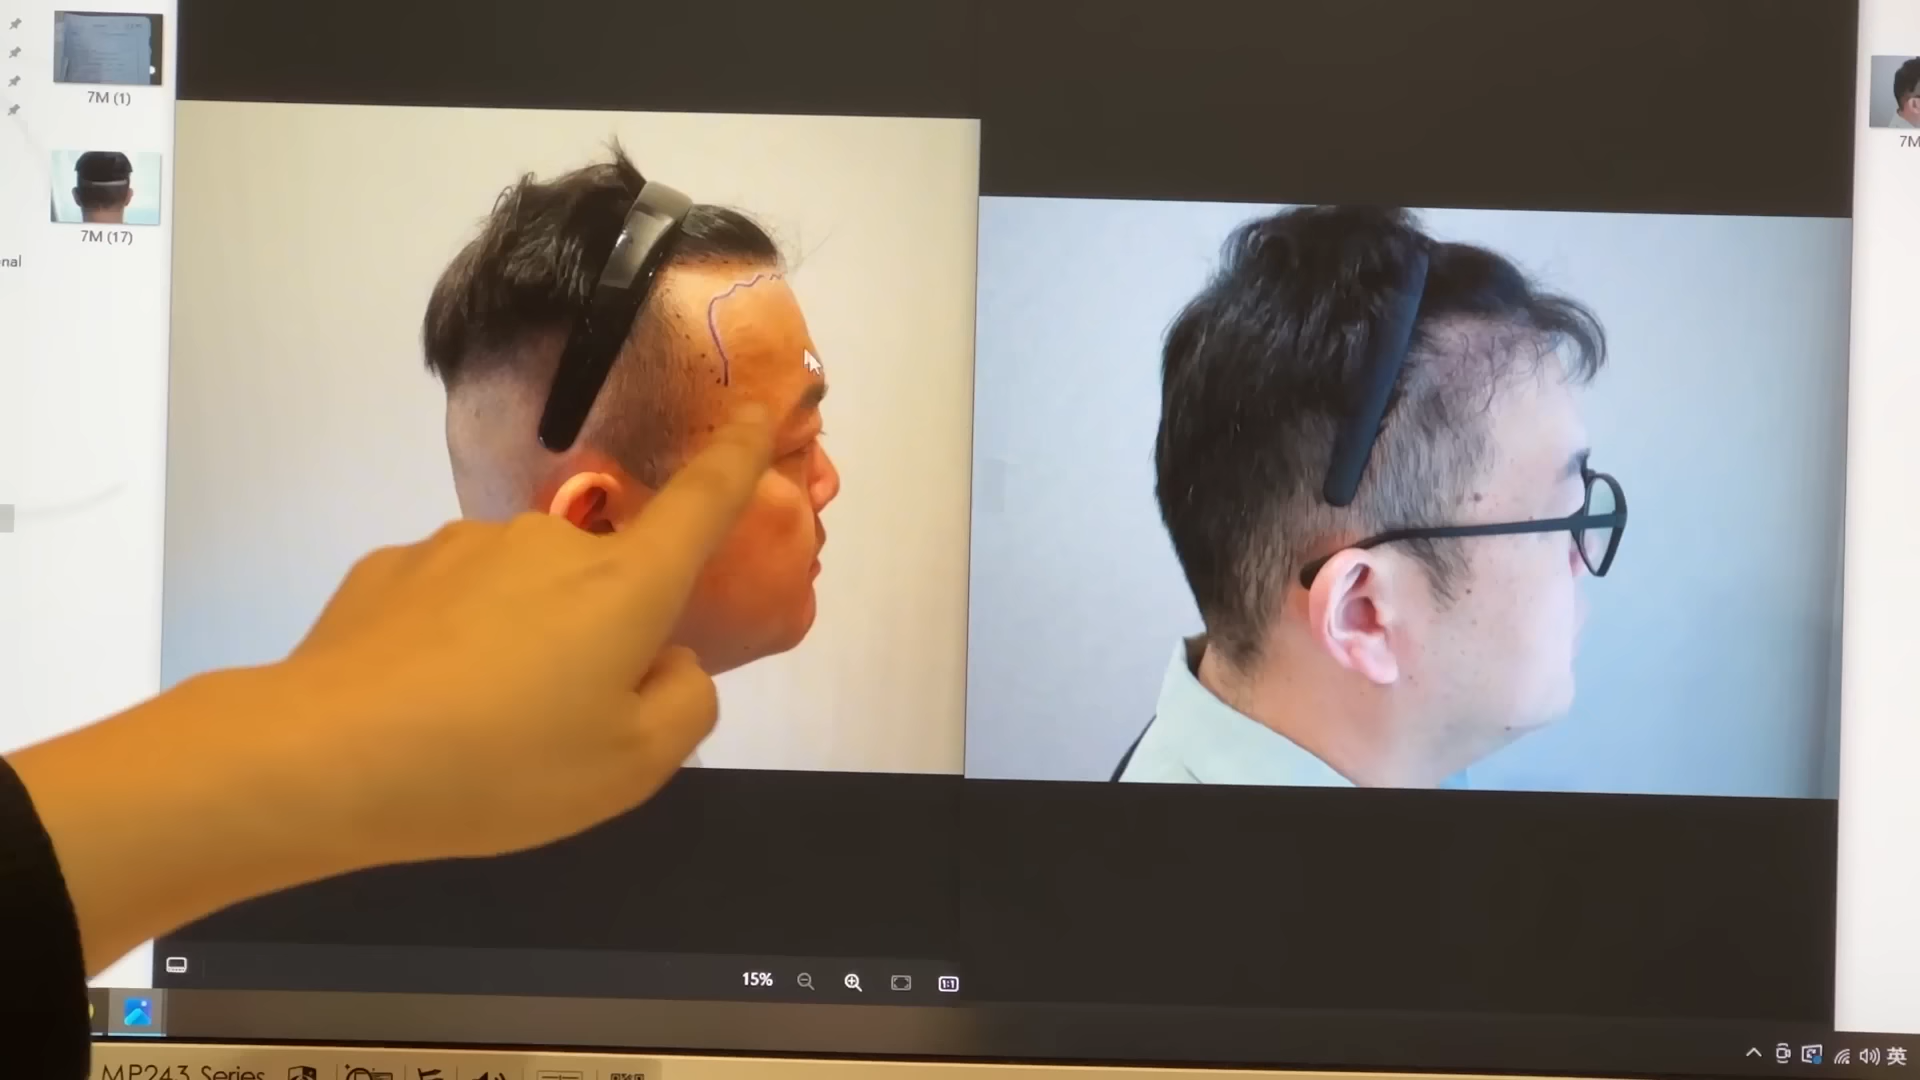 7M (1)
7M (17)
nal
7M
15%
1:1
英
MP243 Series